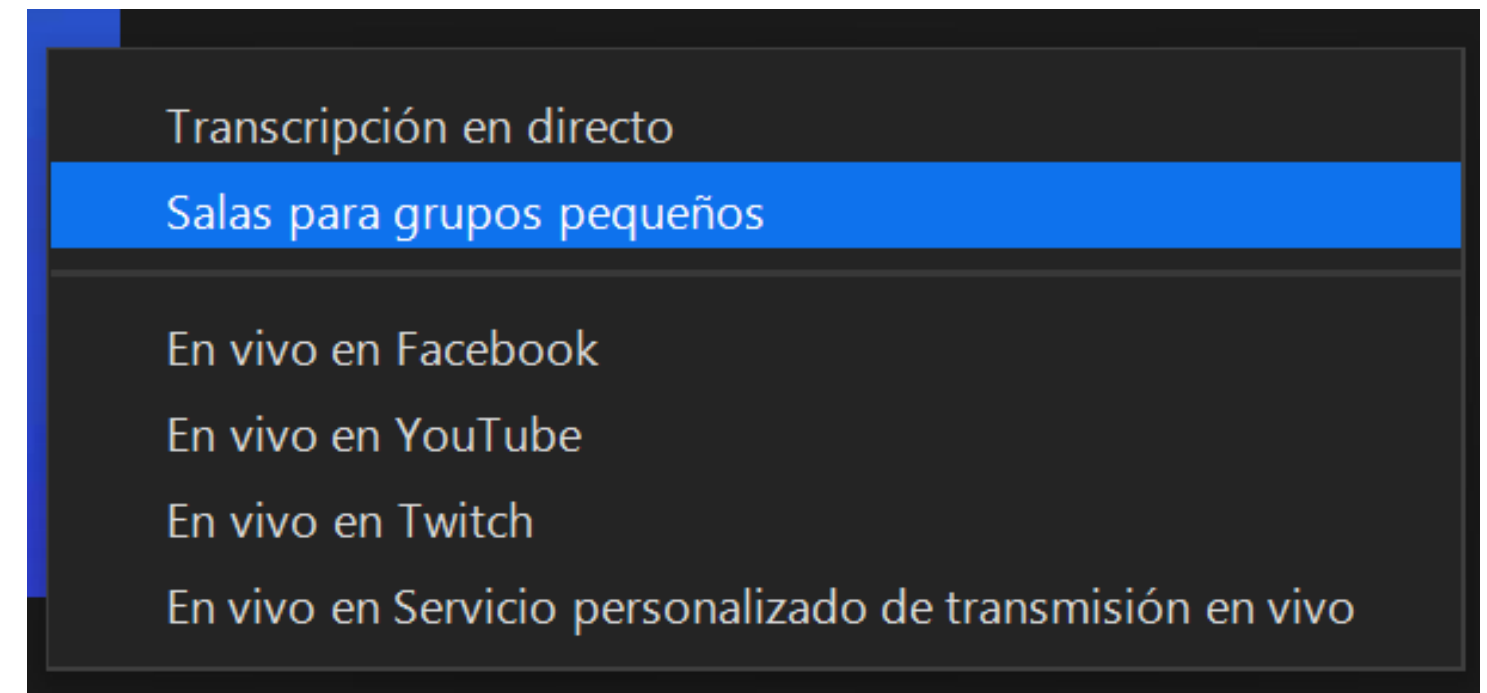 Transcripción en directo
Salas para grupos pequeños
En vivo en Facebook
En vivo en YouTube
En vivo en Twitch
En vivo en Servicio personalizado de transmisión en vivo